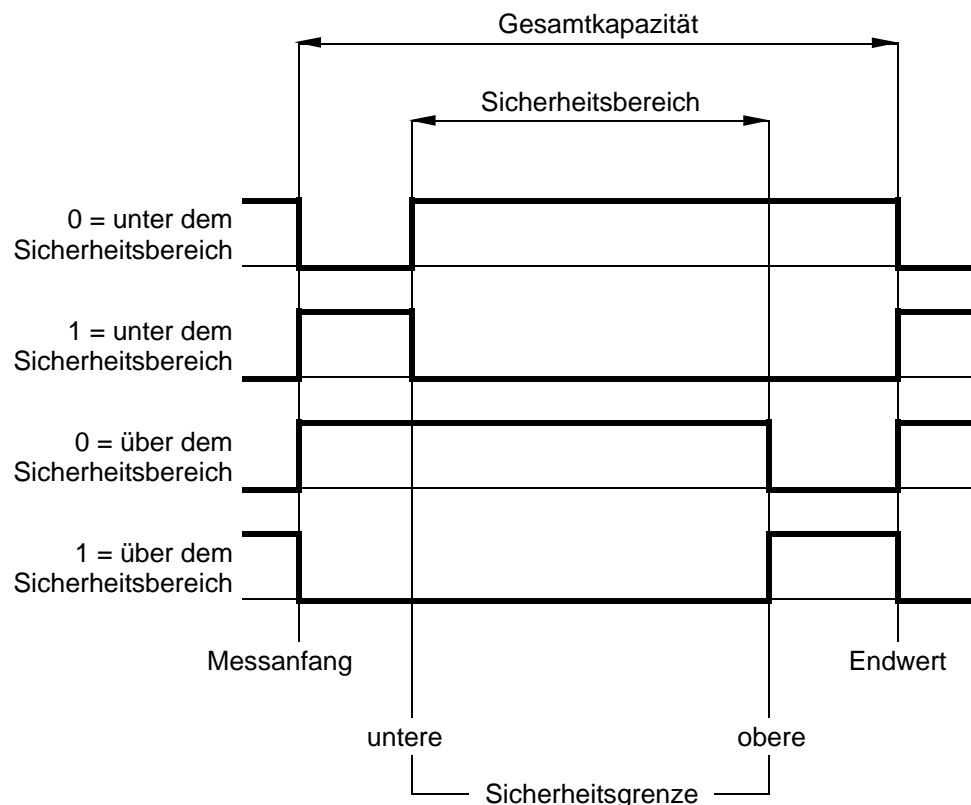 Gesamtkapazität
Sicherheitsbereich
0 = unter dem
Sicherheitsbereich
1 = unter dem
Sicherheitsbereich
0 = über dem
Sicherheitsbereich
1 = über dem
Sicherheitsbereich
Messanfang
Endwert
untere
obere
Sicherheitsgrenze